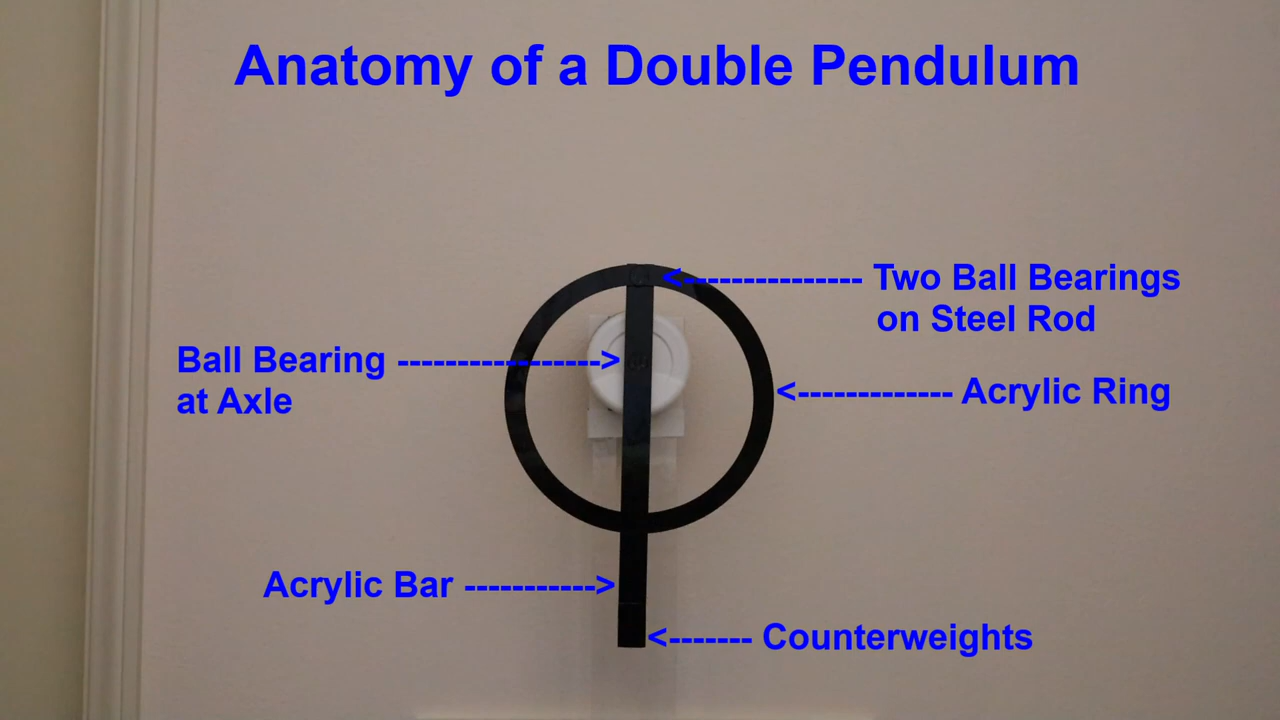 Anatomy of a Double Pendulum
<--------------- Two Ball Bearings
on Steel Rod
Ball Bearing ----------------->
at Axle
<------------- Acrylic Ring
Acrylic Bar ----------->
<------- Counterweights